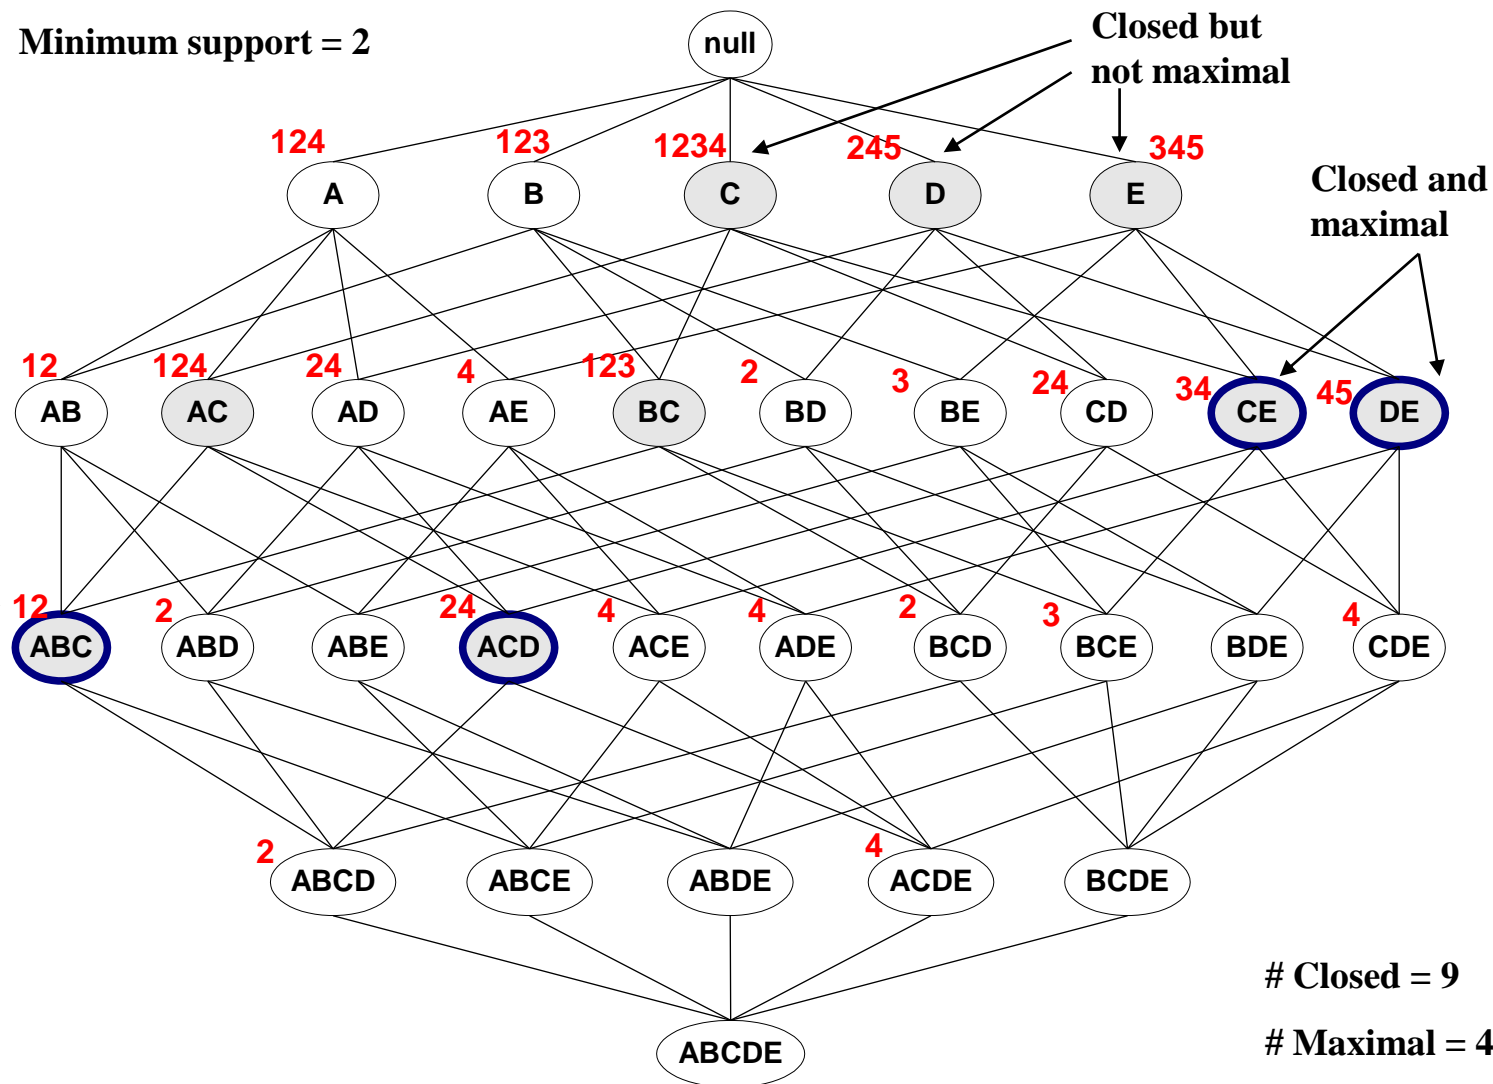 Minimum support = 2
null
Closed but
not maximal
124
123
1234
245
345
A
B
C
D
E
Closed and
maximal
12
124
24
4
123
2
3
24
34
45
AB
AC
AD
AE
BC
BD
BE
CD
CE
DE
12
2
24
4
4
2
3
4
ABC
ABD
ABE
ACD
ACE
ADE
BCD
BCE
BDE
CDE
2
4
ABCD
ABCE
ABDE
ACDE
BCDE
# Closed = 9
# Maximal = 4
ABCDE